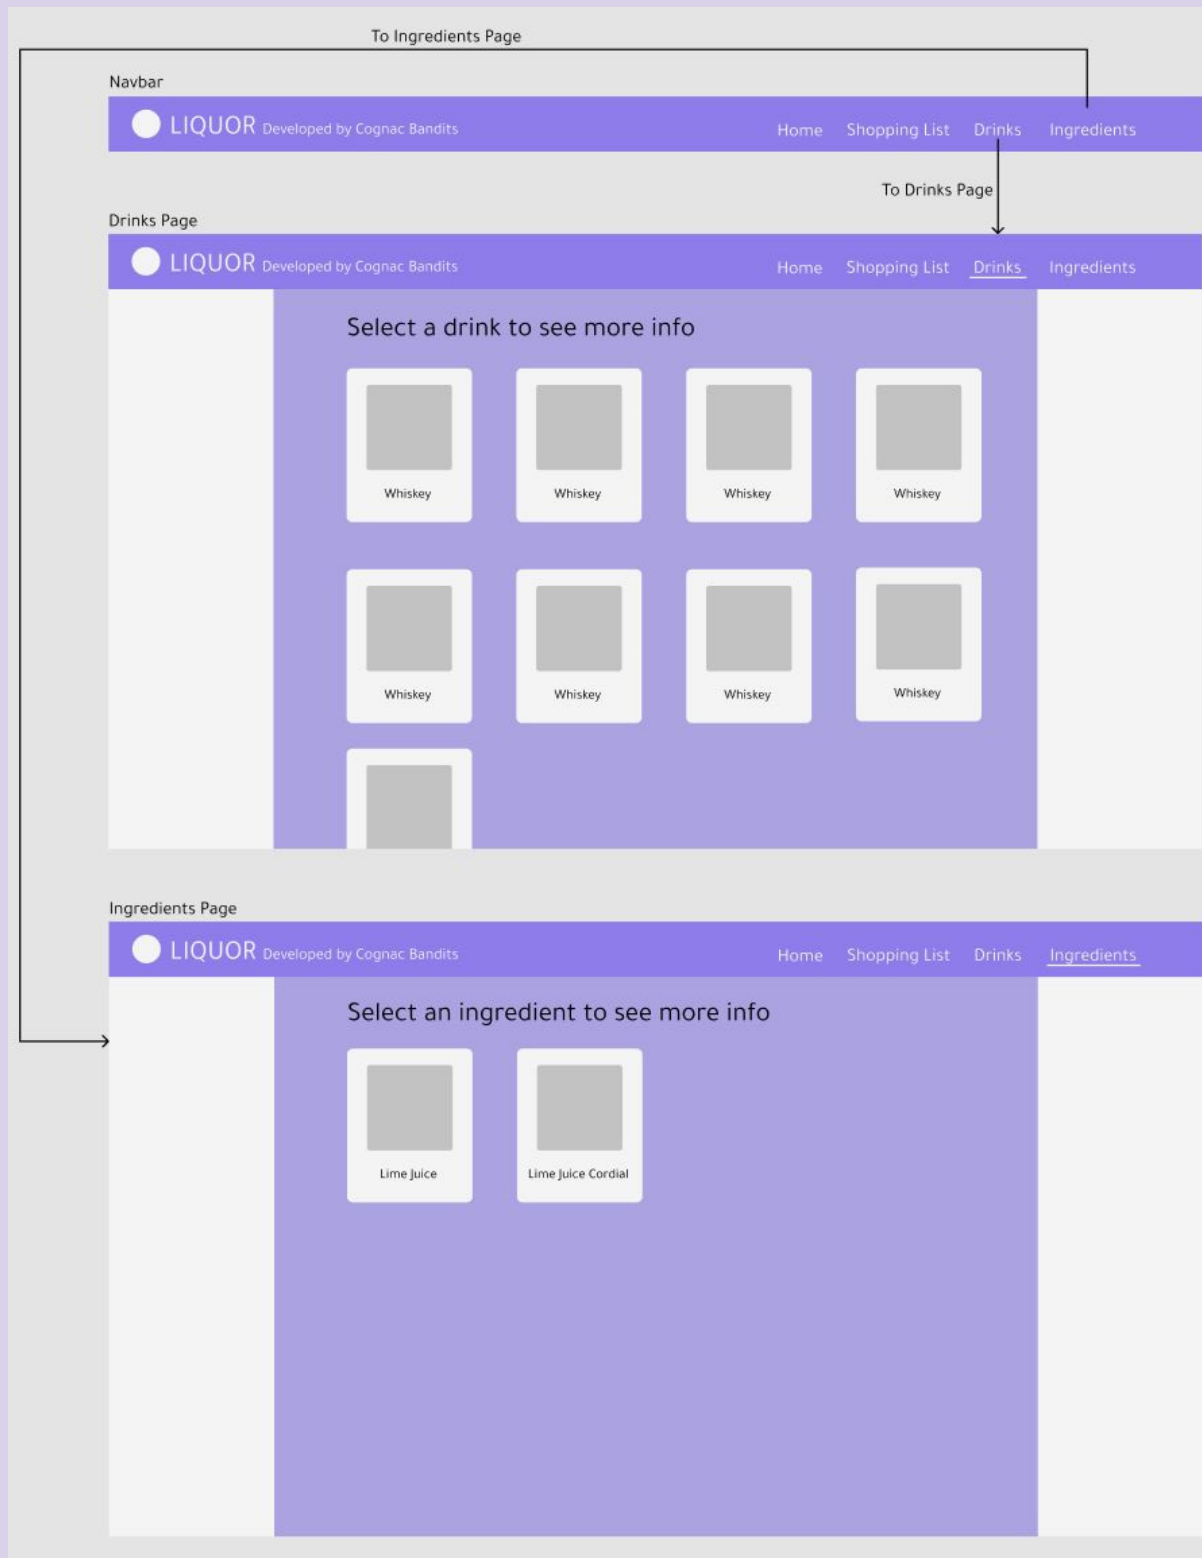 To Ingredients Page
Navbar
LIQUOR Developed by Cognac Bandits Home Shopping List Drinks Ingredients
To Drinks Page
Drinks Page
LIQUOR Developed by Cognac Bandits Home Shopping List Drinks Ingredients
Select a drink to see more info
Whiskey Whiskey Whiskey Whiskey
Whiskey Whiskey Whiskey Whiskey
Ingredients Page
LIQUOR Developed by Cognac Bandits Home Shopping List Drinks Ingredients
Select an ingredient to see more info
Lime Juice Lime Juice Cordial